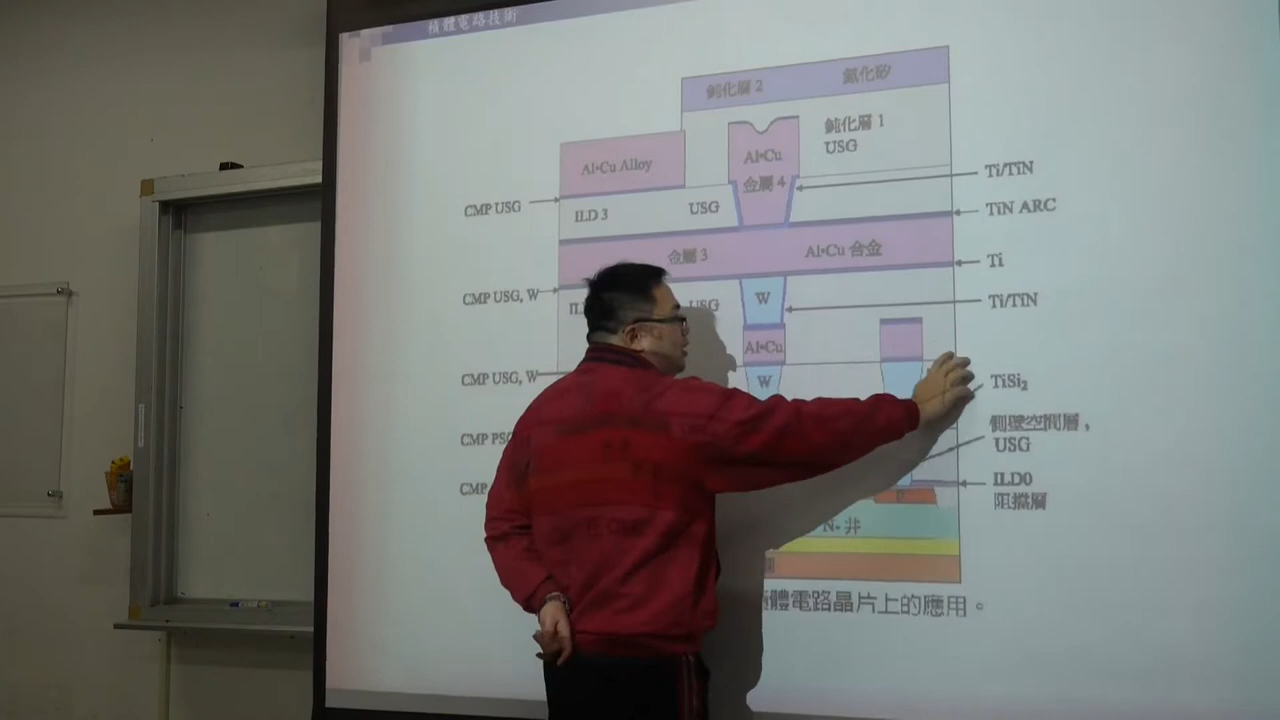 積體電路技術
鈍化層 2
氮化矽
鈍化層 1
USG
Al•Cu Alloy
Al•Cu
金屬 4
Ti/TiN
CMP USG
ILD 3
USG
TiN ARC
金屬 3
Al•Cu 合金
Ti
CMP USG, W
USG
W
Ti/TiN
Al•Cu
CMP USG, W
W
TiSi₂
側壁空間層，
USG
CMP
CMP
ILD0
阻擋層
N- 井
體電路晶片上的應用。